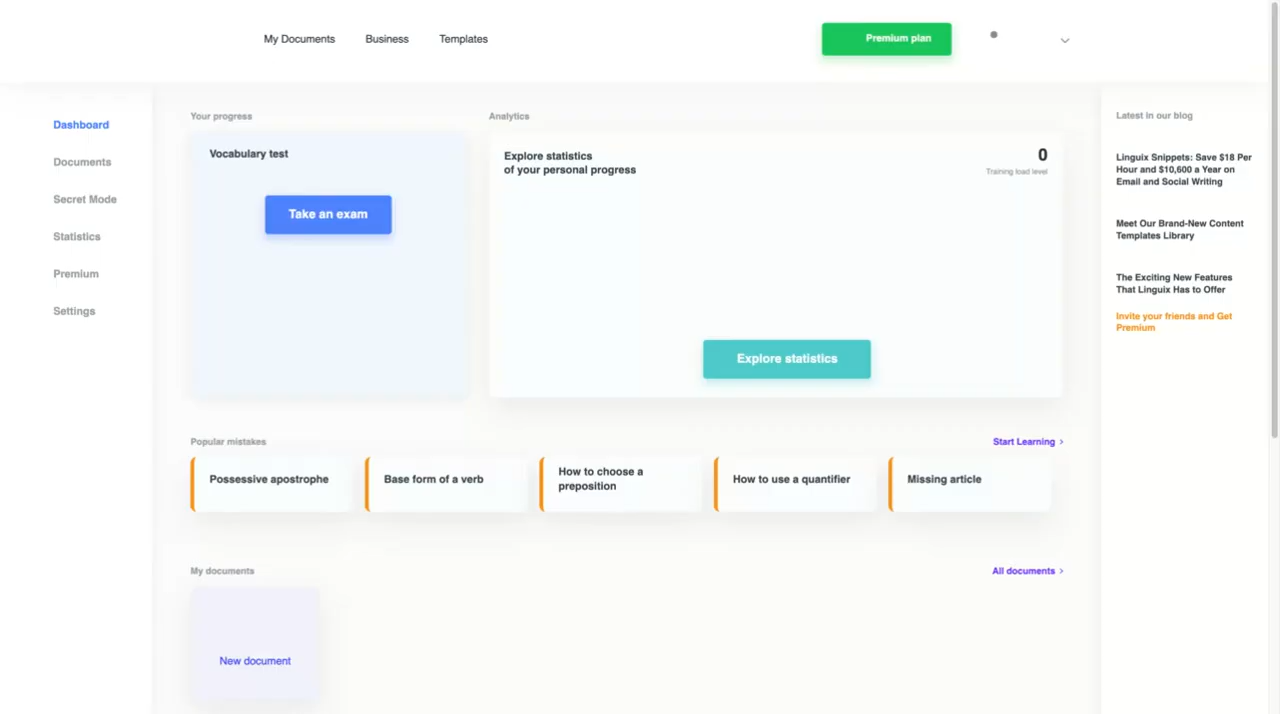 My Documents
Business
Templates
Premium plan
Dashboard
Documents
Secret Mode
Statistics
Premium
Settings
Your progress
Vocabulary test
Take an exam
Analytics
Explore statistics
of your personal progress
0
Training load level
Explore statistics
Popular mistakes
Start Learning
Possessive apostrophe
Base form of a verb
How to choose a
preposition
How to use a quantifier
Missing article
My documents
All documents
New document
Latest in our blog
Linguix Snippets: Save $18 Per
Hour and $10,600 a Year on
Email and Social Writing
Meet Our Brand-New Content
Templates Library
The Exciting New Features
That Linguix Has to Offer
Invite your friends and Get
Premium